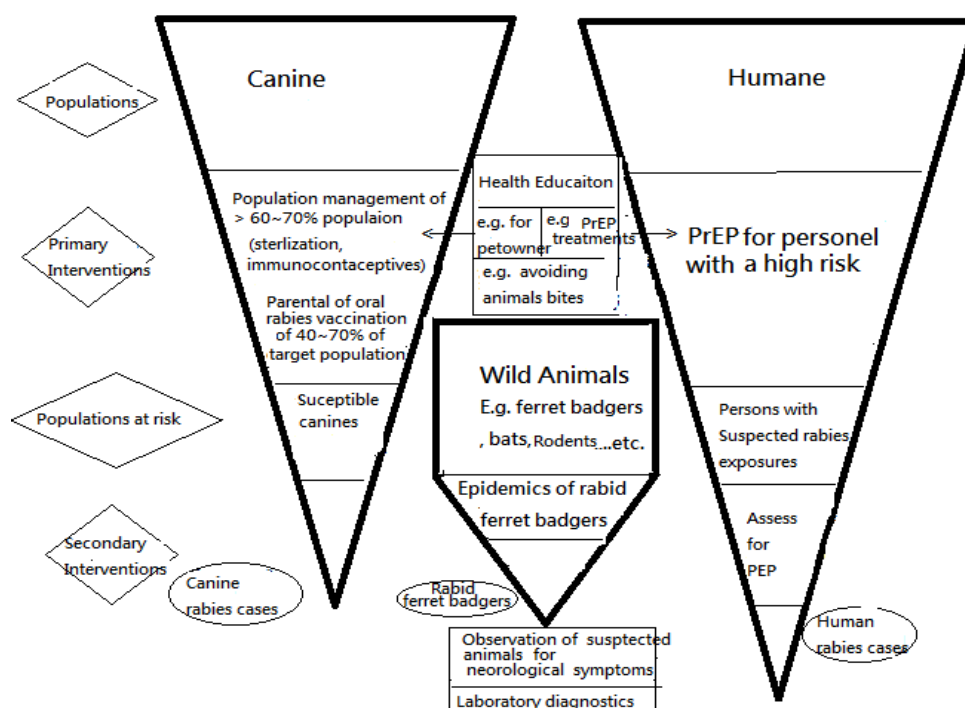 Canine
Humane
Populations
Health Educaiton
Population management of
> 60~70% populaion
(sterlization,
immunocontaceptives)
e.g. for
petowner
e.g PrEP
treatments
e.g. avoiding
animals bites
Primary
Interventions
PrEP for personel
with a high risk
Parental of oral
rabies vaccination
of 40~70% of
target population
Wild Animals
E.g. ferret badgers
, bats, Rodents....etc.
Populations at risk
Suceptible
canines
Persons with
Suspected rabies
exposures
Epidemics of rabid
ferret badgers
Secondary
Interventions
Assess
for
PEP
Canine
rabies cases
Rabid
ferret badgers
Human
rabies cases
Observation of susptected
animals for
neorological symptoms
Laboratory diagnostics